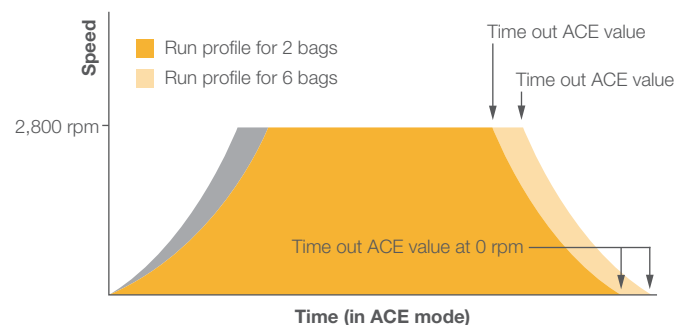 Speed
Run profile for 2 bags
Run profile for 6 bags
Time out ACE value
Time out ACE value
2,800 rpm
Time out ACE value at 0 rpm
Time (in ACE mode)